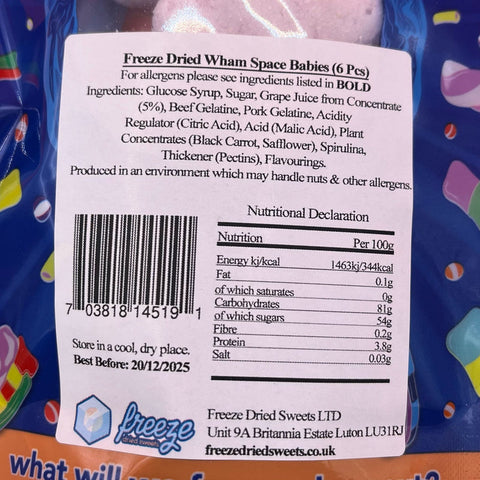 Freeze Dried Wham Space Babies (6 Pcs)
For allergens please see ingredients listed in BOLD
Ingredients: Glucose Syrup, Sugar, Grape Juice from Concentrate
(5%), Beef Gelatine, Pork Gelatine, Acidity
Regulator (Citric Acid), Acid (Malic Acid), Plant
Concentrates (Black Carrot, Safflower), Spirulina,
Thickener (Pectins), Flavourings.
Produced in an environment which may handle nuts & other allergens.
Nutritional Declaration
Nutrition Per 100g
Energy kj/kcal 1463kj/344kcal
Fat 0.1g
of which saturates 0g
Carbohydrates 81g
of which sugars 54g
Fibre 0.2g
Protein 3.8g
Salt 0.03g
7 03818 14519 1
Store in a cool, dry place.
Best Before: 20/12/2025
freeze
dried sweets
Freeze Dried Sweets LTD
Unit 9A Britannia Estate Luton LU31RJ
freezedriedsweets.co.uk
what will